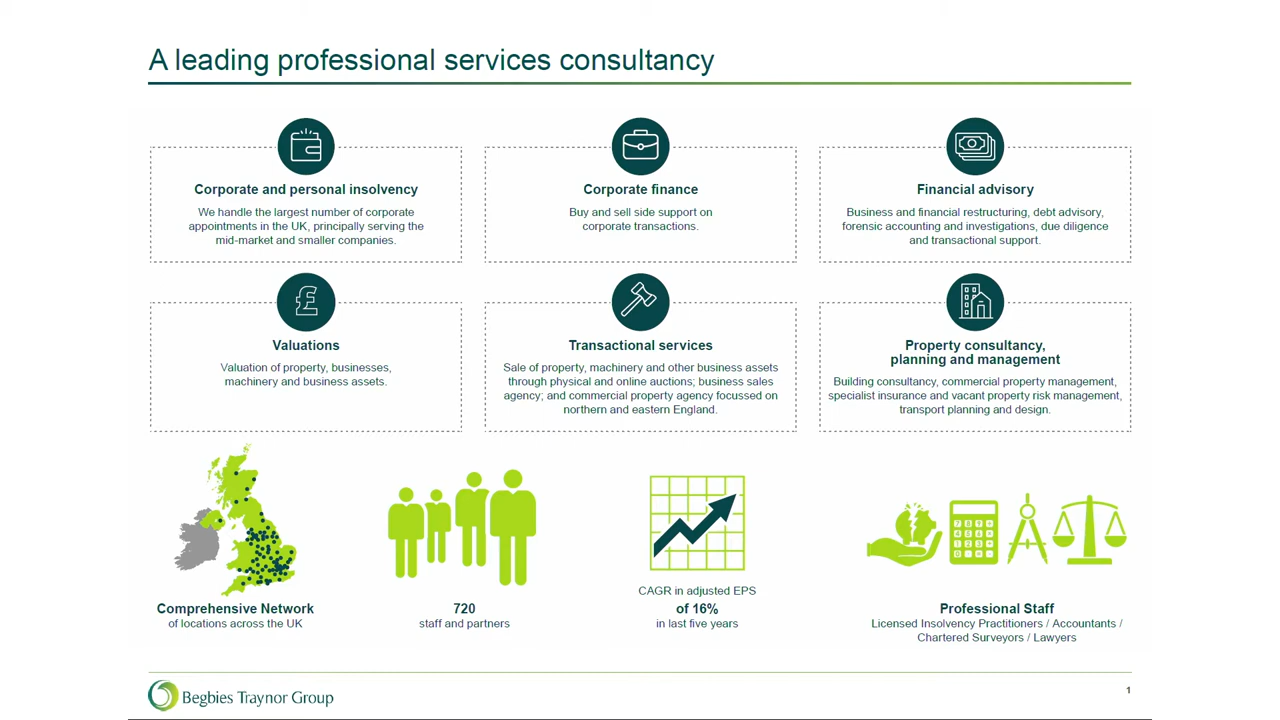 A leading professional services consultancy
Corporate and personal insolvency
We handle the largest number of corporate
appointments in the UK, principally serving the
mid-market and smaller companies.
Corporate finance
Buy and sell side support on
corporate transactions.
Financial advisory
Business and financial restructuring, debt advisory,
forensic accounting and investigations, due diligence
and transactional support.
£
Valuations
Valuation of property, businesses,
machinery and business assets.
Transactional services
Sale of property, machinery and other business assets
through physical and online auctions; business sales
agency; and commercial property agency focussed on
northern and eastern England.
Property consultancy,
planning and management
Building consultancy, commercial property management,
specialist insurance and vacant property risk management,
transport planning and design.
Comprehensive Network
of locations across the UK
720
staff and partners
CAGR in adjusted EPS
of 16%
in last five years
Professional Staff
Licensed Insolvency Practitioners / Accountants /
Chartered Surveyors / Lawyers
Begbies Traynor Group
1